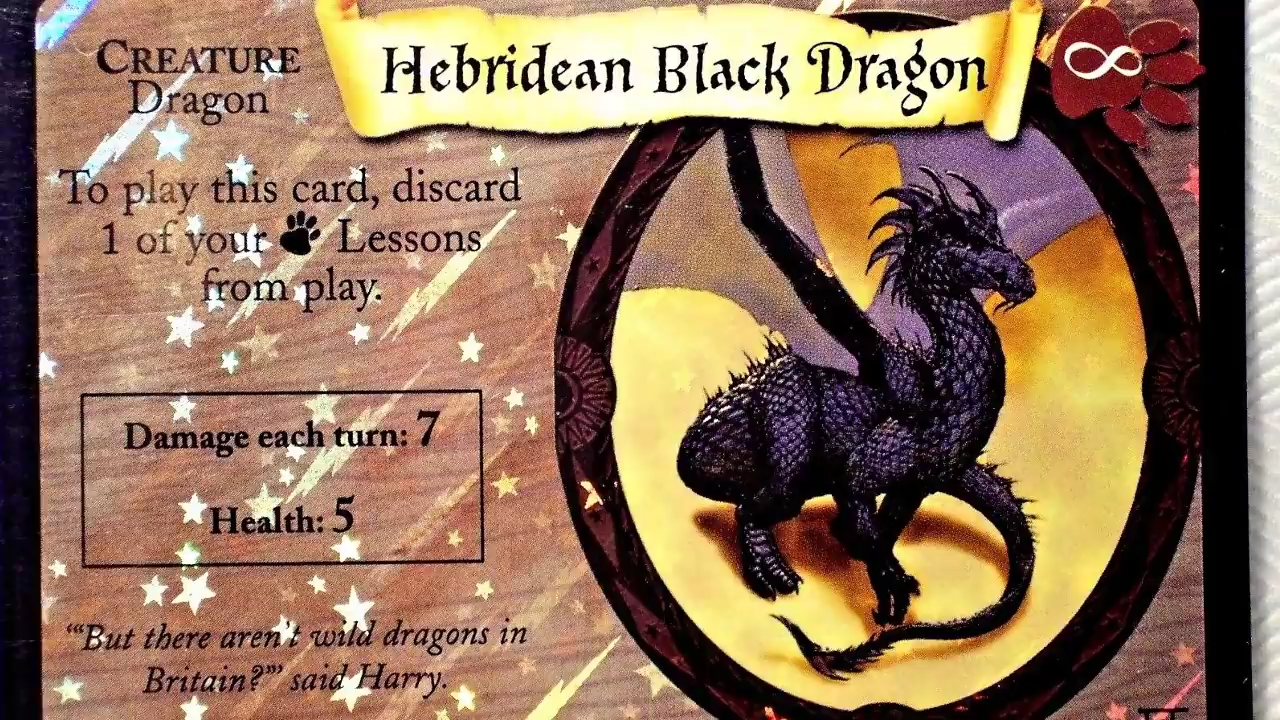 CREATURE
Dragon
Hebridean Black Dragon
∞
To play this card, discard
1 of your Lessons
from play.
Damage each turn: 7
Health: 5
"'But there aren't wild dragons in
Britain?'" said Harry.